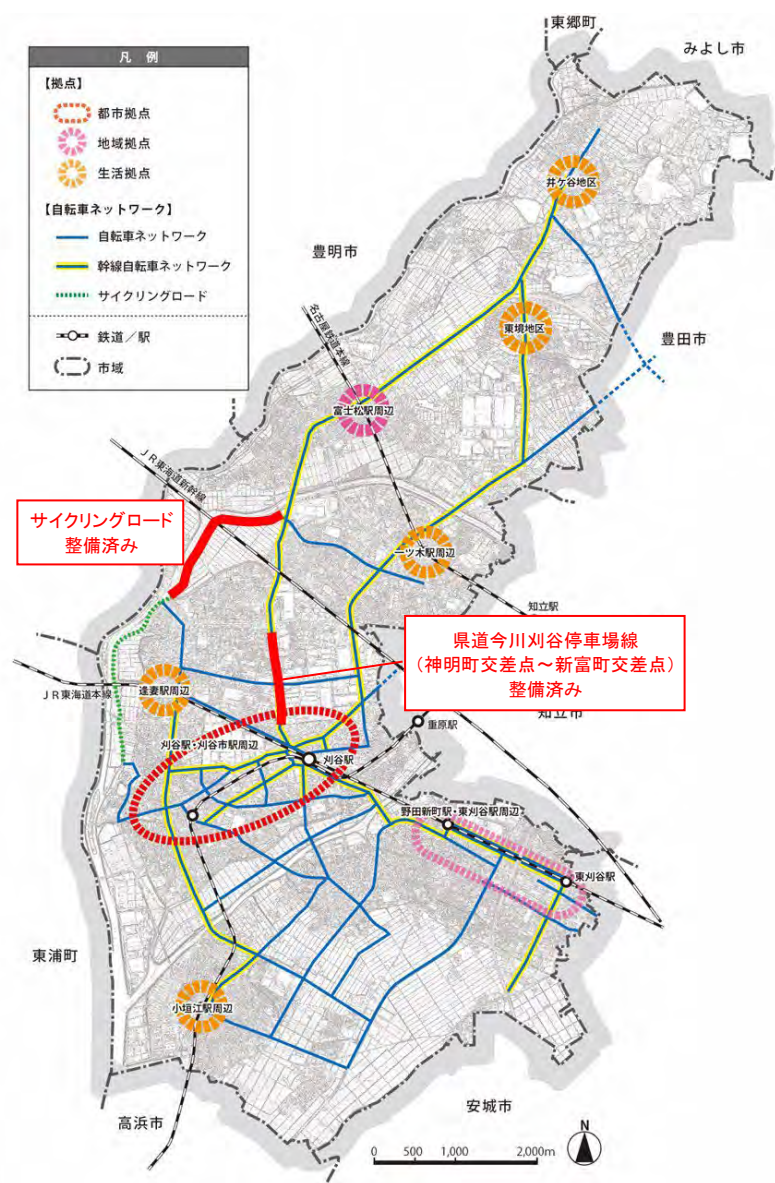 東郷町
みよし市
凡 例
【拠点】
都市拠点
地域拠点
生活拠点
【自転車ネットワーク】
自転車ネットワーク
幹線自転車ネットワーク
サイクリングロード
鉄道／駅
市域
井ケ谷地区
豊明市
名古屋鉄道本線
東境地区
豊田市
富士松駅周辺
JR東海道新幹線
サイクリングロード
整備済み
一ツ木駅周辺
知立駅
県道今川刈谷停車場線
（神明町交差点～新富町交差点）
整備済み
JR東海道本線
逢妻駅周辺
知立市
重原駅
刈谷駅・刈谷市駅周辺
刈谷駅
野田新町駅・東刈谷駅周辺
東刈谷駅
東浦町
小垣江駅周辺
高浜市
安城市
N
0 500 1,000 2,000m